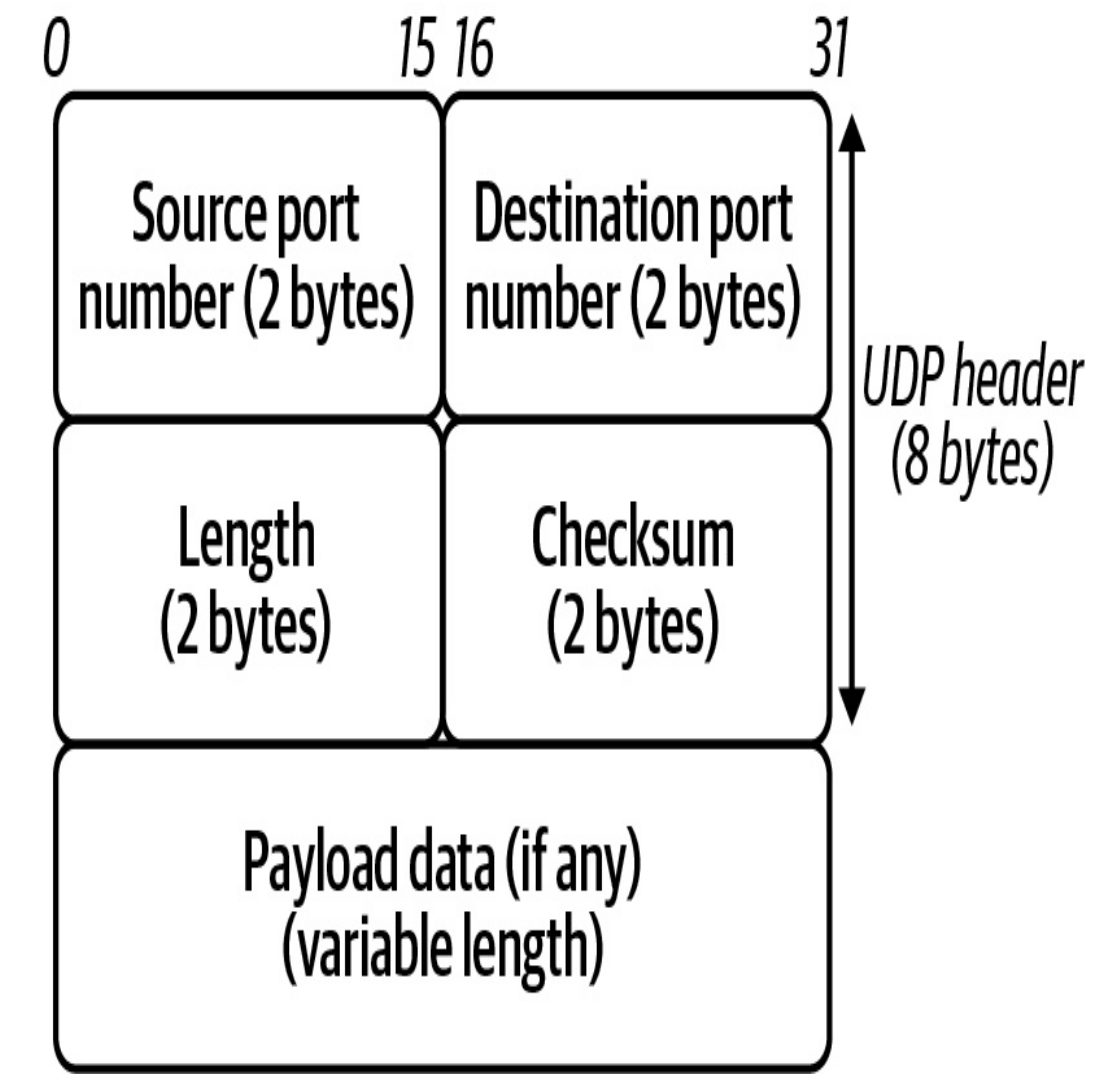 0 15 16 31
Source port
number (2 bytes)
Destination port
number (2 bytes)
UDP header
(8 bytes)
Length
(2 bytes)
Checksum
(2 bytes)
Payload data (if any)
(variable length)